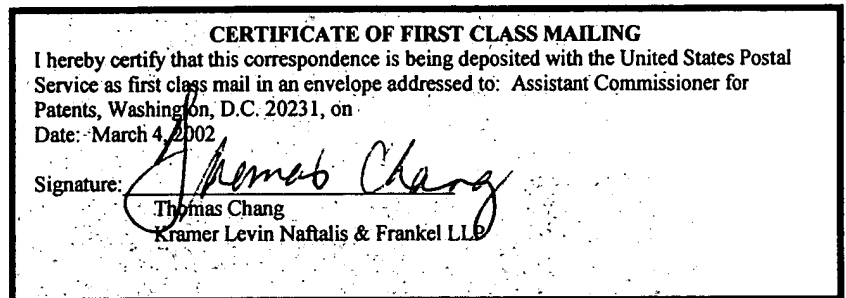 CERTIFICATE OF FIRST CLASS MAILING
I hereby certify that this correspondence is being deposited with the United States Postal
Service as first class mail in an envelope addressed to: Assistant Commissioner for
Patents, Washington, D.C. 20231, on
Date: March 4, 2002
Signature: Thomas Chang
Thomas Chang
Kramer Levin Naftalis & Frankel LLP